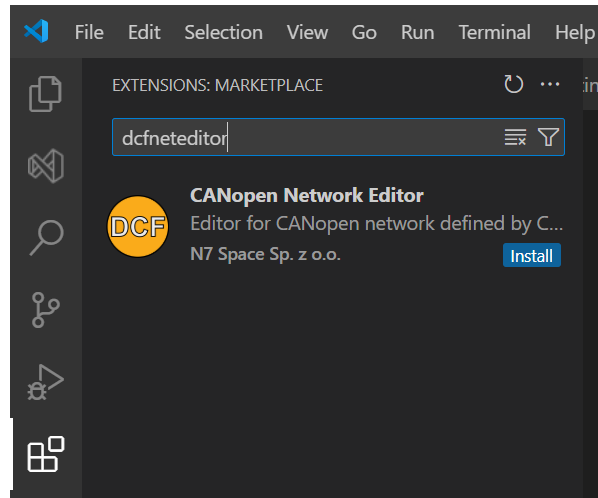 File Edit Selection View Go Run Terminal Help
EXTENSIONS: MARKETPLACE
dcfneteditor
DCF
CANopen Network Editor
Editor for CANopen network defined by C...
N7 Space Sp. z o.o.
Install